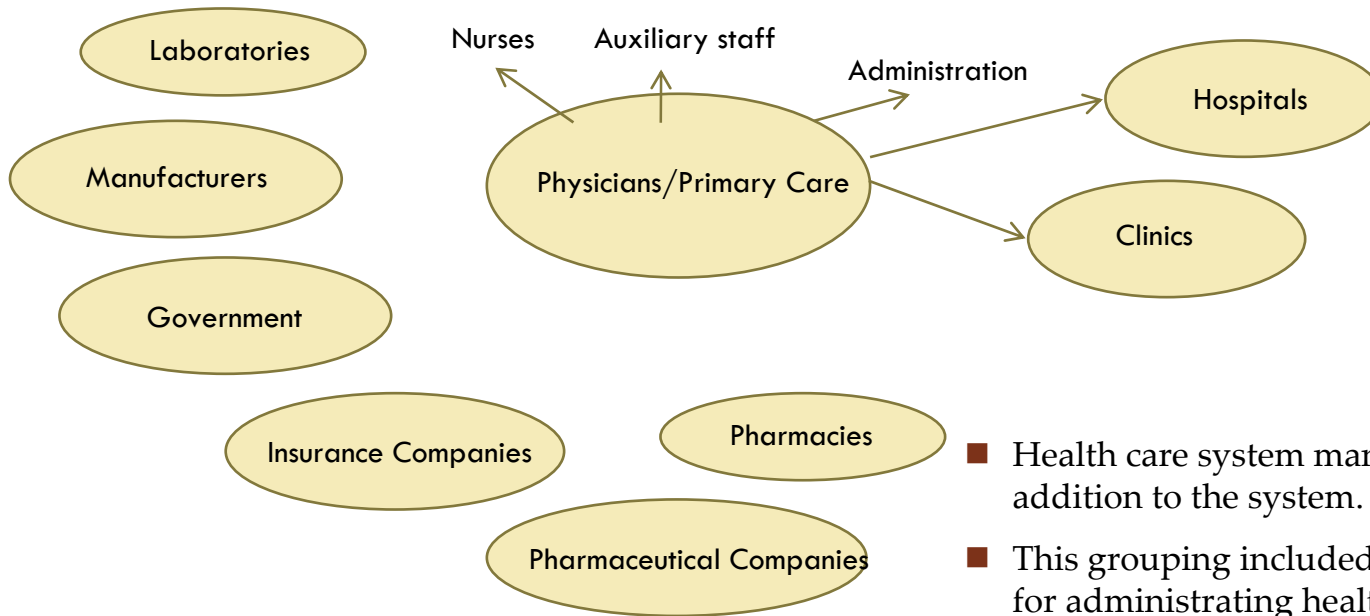 Laboratories
Nurses
Auxiliary staff
Administration
Hospitals
Manufacturers
Physicians/Primary Care
Clinics
Government
Insurance Companies
Pharmacies
Pharmaceutical Companies
Health care system
addition to the system.
This grouping included
for administrating